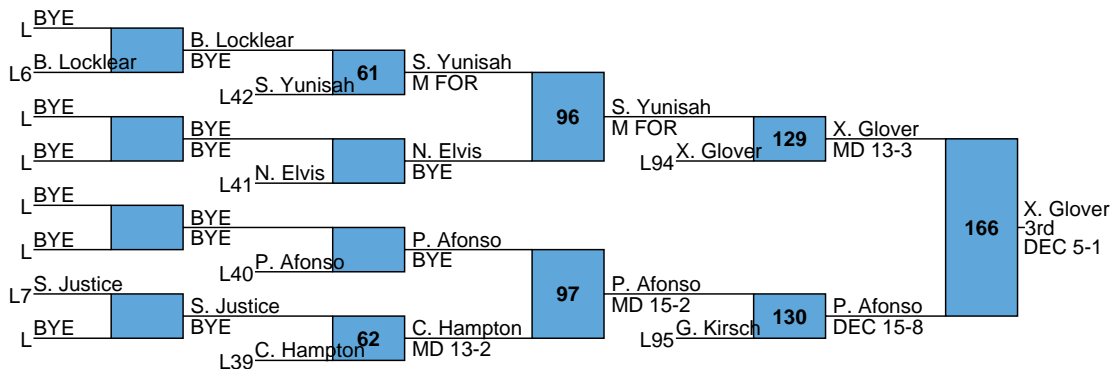 L BYE
L6 B. Locklear
B. Locklear
BYE
61
L42 S. Yunisah
S. Yunisah
M FOR
L BYE
L BYE
BYE
BYE
L41 N. Elvis
N. Elvis
BYE
96
S. Yunisah
M FOR
L94 X. Glover
129
X. Glover
MD 13-3
L BYE
L BYE
BYE
BYE
L40 P. Afonso
P. Afonso
BYE
L7 S. Justice
L BYE
S. Justice
BYE
62
L39 C. Hampton
C. Hampton
MD 13-2
97
P. Afonso
MD 15-2
L95 G. Kirsch
130
P. Afonso
DEC 15-8
166
X. Glover
3rd
DEC 5-1